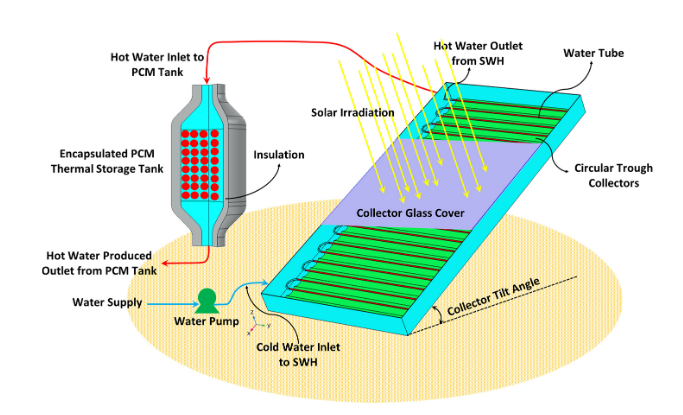 Hot Water Inlet to
PCM Tank
Hot Water Outlet
from SWH
Water Tube
Solar Irradiation
Encapsulated PCM
Thermal Storage Tank
Insulation
Circular Trough
Collectors
Collector Glass Cover
Hot Water Produced
Outlet from PCM Tank
Water Supply
Water Pump
Collector Tilt Angle
Cold Water Inlet
to SWH
z
y
x